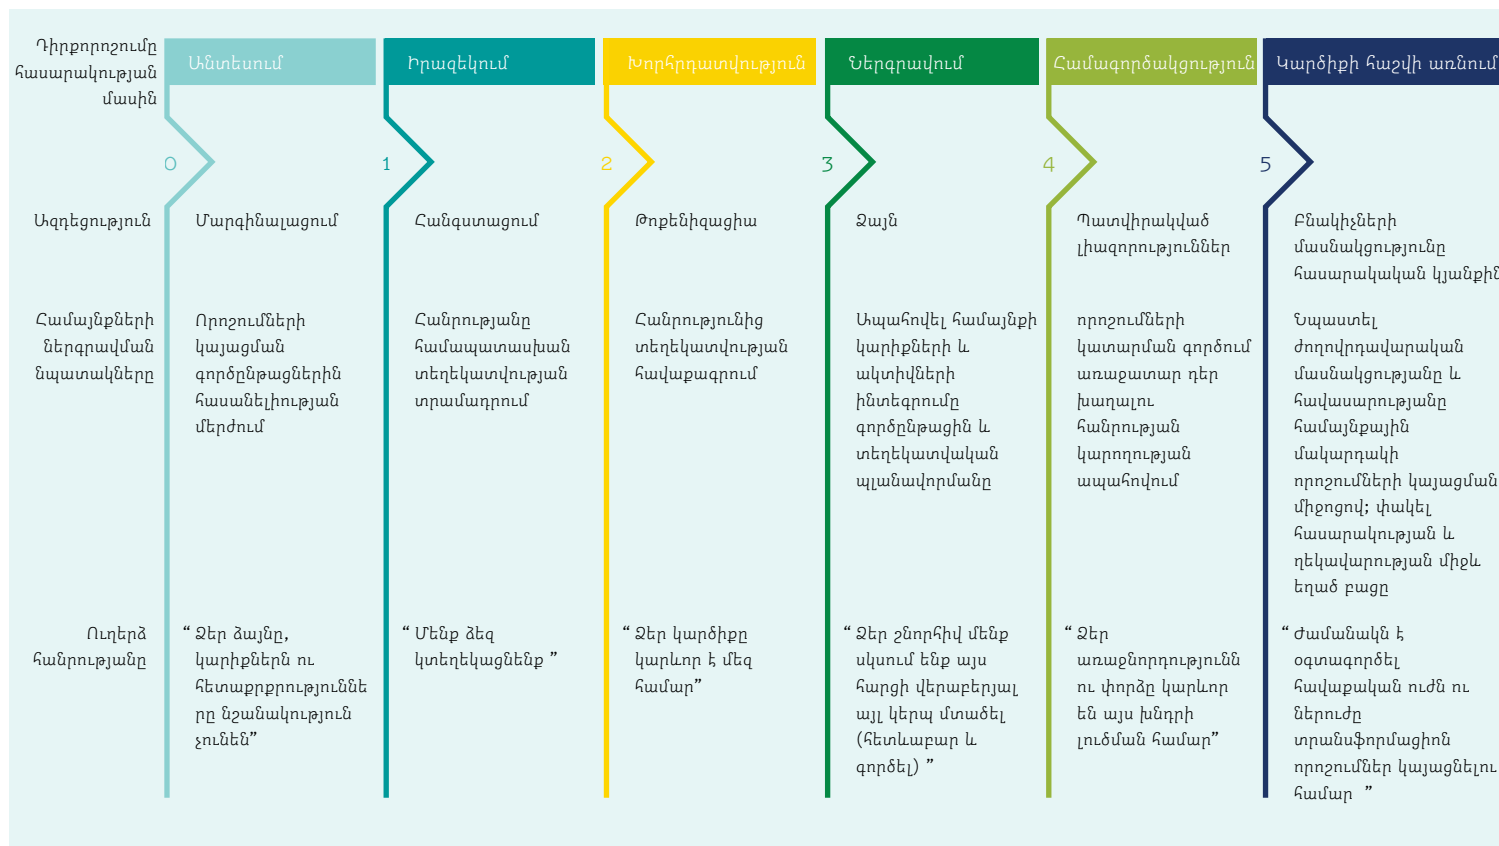 Դիրքորոշումը
հասարակության
մասին
Անտեսում
Իրազեկում
Խորհրդատվություն
Ներգրավում
Համագործակցություն
Կարծիքի հաշվի առնում
0
1
2
3
4
5
Ազդեցություն
Մարգինալացում
Հանգստացում
Թոքենիզացիա
Ձայն
Պատվիրակված
լիազորություններ
Բնակիչների
մասնակցությունը
հասարակական կյանքին
Համայնքների
ներգրավման
նպատակները
Որոշումների
կայացման
գործընթացներին
հասանելիության
մերժում
Հանրությանը
համապատասխան
տեղեկատվության
տրամադրում
Հանրությունից
տեղեկատվության
հավաքագրում
Ապահովել համայնքի
կարիքների և
ակտիվների
ինտեգրումը
գործընթացին և
տեղեկատվական
պլանավորմանը
որոշումների
կատարման գործում
առաջատար դեր
խաղալու
հանրության
կարողության
ապահովում
Նպաստել
ժողովրդավարական
մասնակցությանը և
հավասարությանը
համայնքային
մակարդակի
որոշումների կայացման
միջոցով; փակել
հասարակության և
ղեկավարության միջև
եղած բացը
Ուղերձ
հանրությանը
“ Ձեր ձայնը,
կարիքներն ու
հետաքրքրություննե
րը նշանակություն
չունեն”
“ Մենք ձեզ
կտեղեկացնենք ”
“ Ձեր կարծիքը
կարևոր է մեզ
համար”
“ Ձեր շնորհիվ մենք
սկսում ենք այս
հարցի վերաբերյալ
այլ կերպ մտածել
(հետևաբար և
գործել) ”
“ Ձեր
առաջնորդությունն
ու փորձը կարևոր
են այս խնդրի
լուծման համար”
“ Ժամանակն է
օգտագործել
հավաքական ուժն ու
ներուժը
տրանսֆորմացիոն
որոշումներ կայացնելու
համար ”